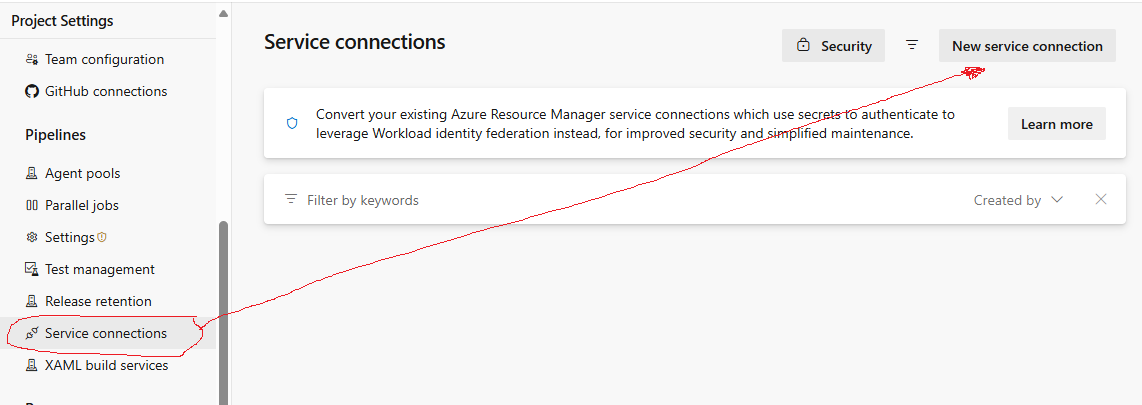 Project Settings
Team configuration
GitHub connections
Pipelines
Agent pools
Parallel jobs
Settings
Test management
Release retention
Service connections
XAML build services
Service connections
Security
New service connection
Convert your existing Azure Resource Manager service connections which use secrets to authenticate to
leverage Workload identity federation instead, for improved security and simplified maintenance.
Learn more
Filter by keywords
Created by